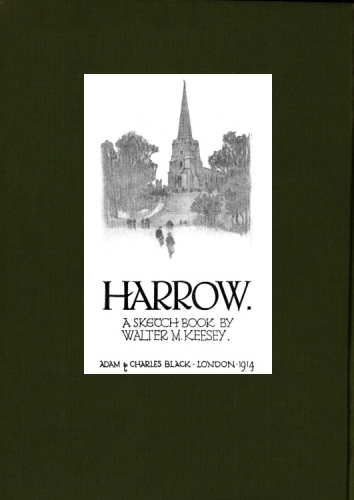 HARROW.
A SKETCH BOOK BY
WALTER M. KEESEY.
ADAM & CHARLES BLACK · LONDON · 1914